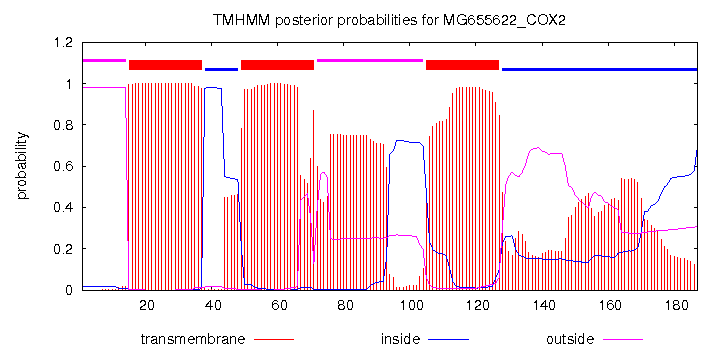 TMHMM posterior probabilities for MG655622_COX2
probability
1.2
1
0.8
0.6
0.4
0.2
0
20 40 60 80 100 120 140 160 180
transmembrane inside outside